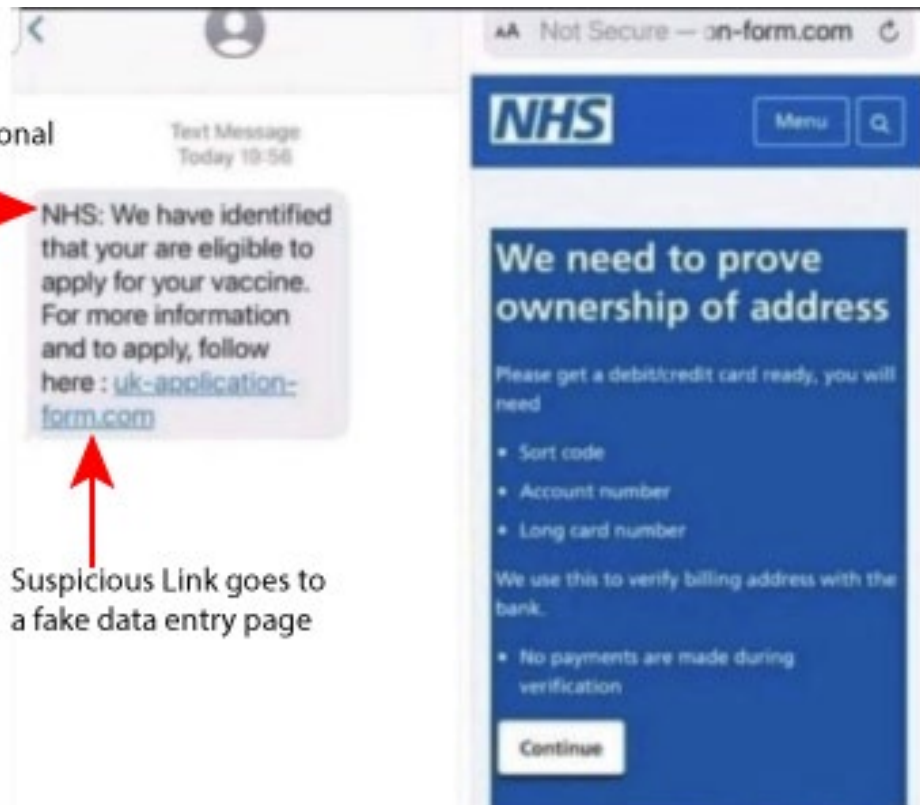 onal
Text Message
Today 19:56
NHS: We have identified
that your are eligible to
apply for your vaccine.
For more information
and to apply, follow
here : uk-application-
form.com
Suspicious Link goes to
a fake data entry page
AA Not Secure — on-form.com
NHS
Menu
We need to prove
ownership of address
Please get a debit/credit card ready, you will
need
• Sort code
• Account number
• Long card number
We use this to verify billing address with the
bank.
• No payments are made during
verification
Continue